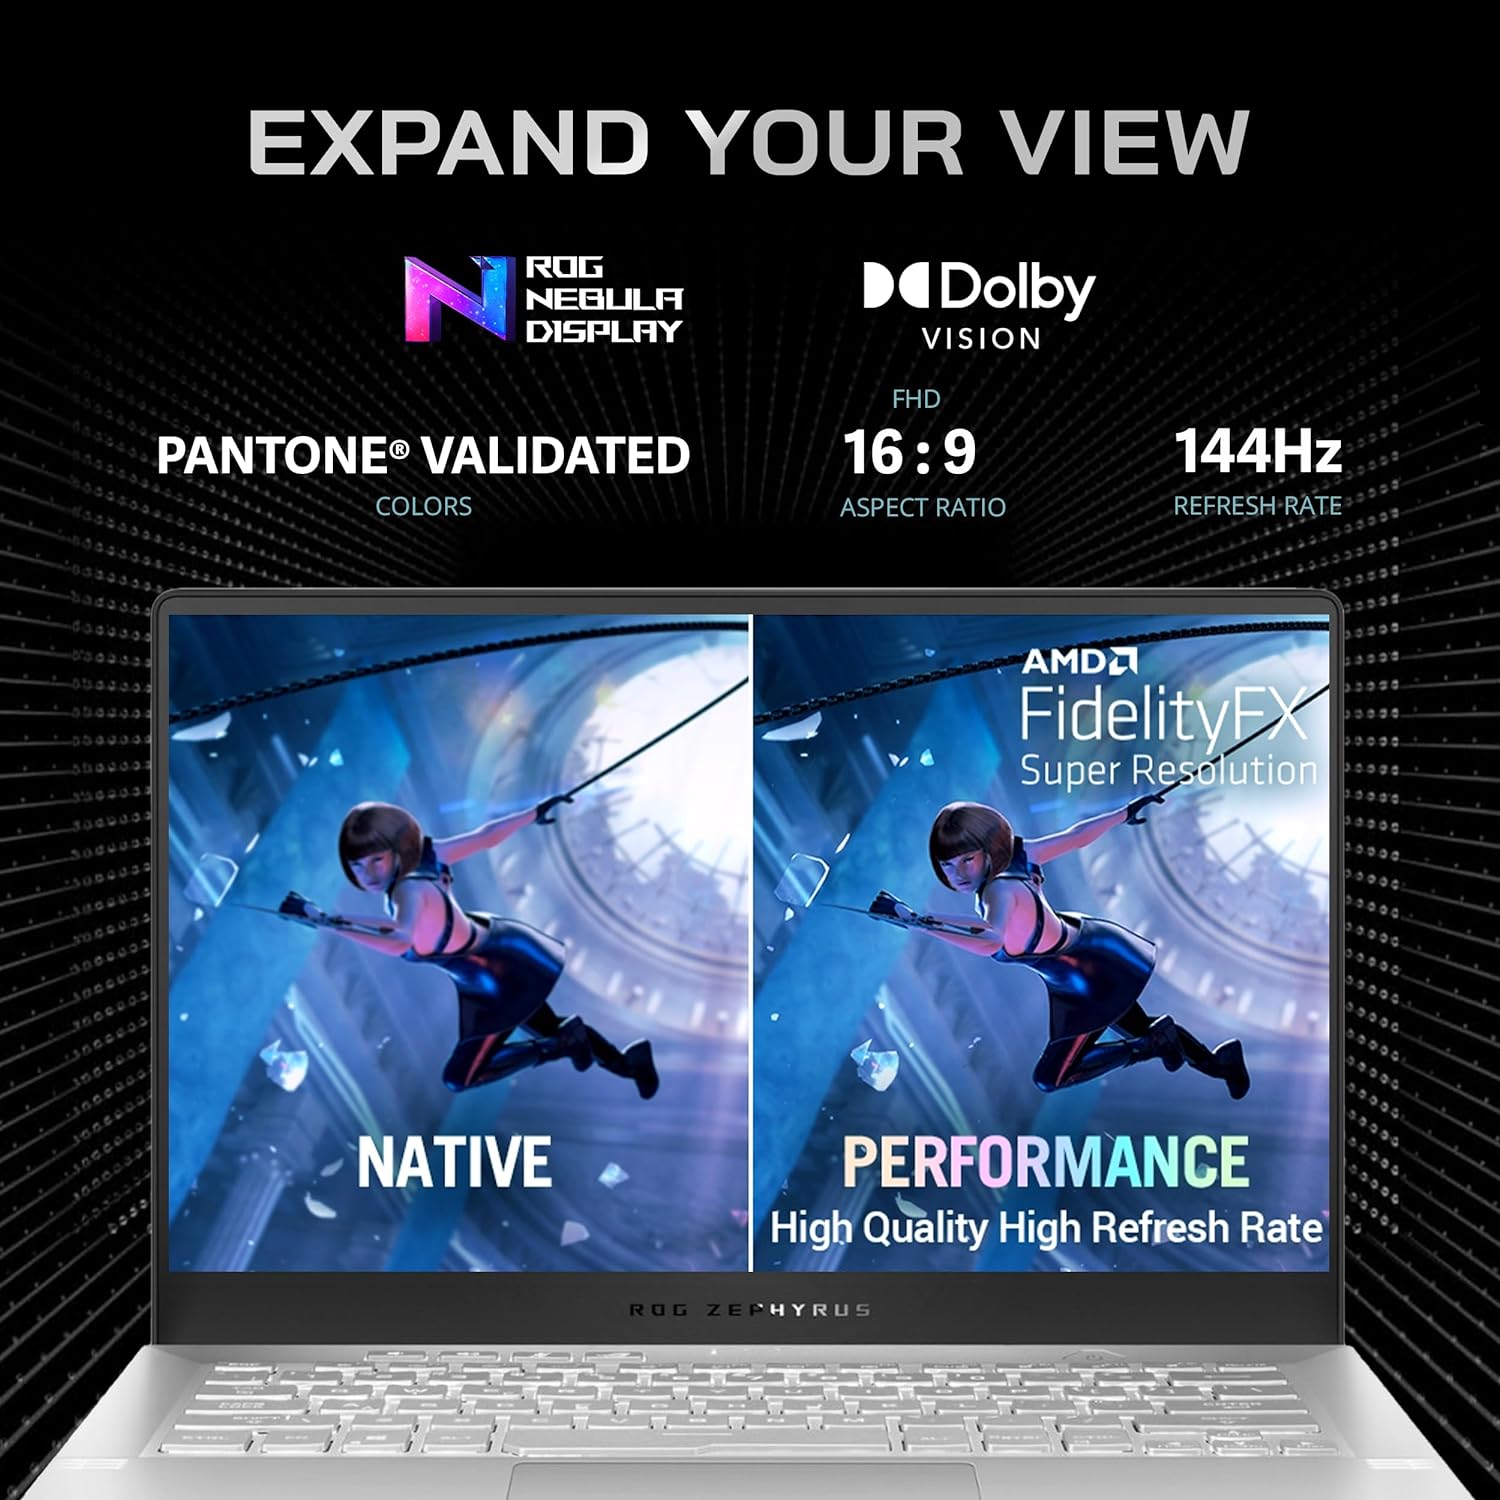 EXPAND YOUR VIEW
ROG
NEBULA
DISPLAY
Dolby
VISION
PANTONE® VALIDATED
COLORS
FHD
16 : 9
ASPECT RATIO
144Hz
REFRESH RATE
AMD
FidelityFX
Super Resolution
NATIVE
PERFORMANCE
High Quality High Refresh Rate
ROG ZEPHYRUS